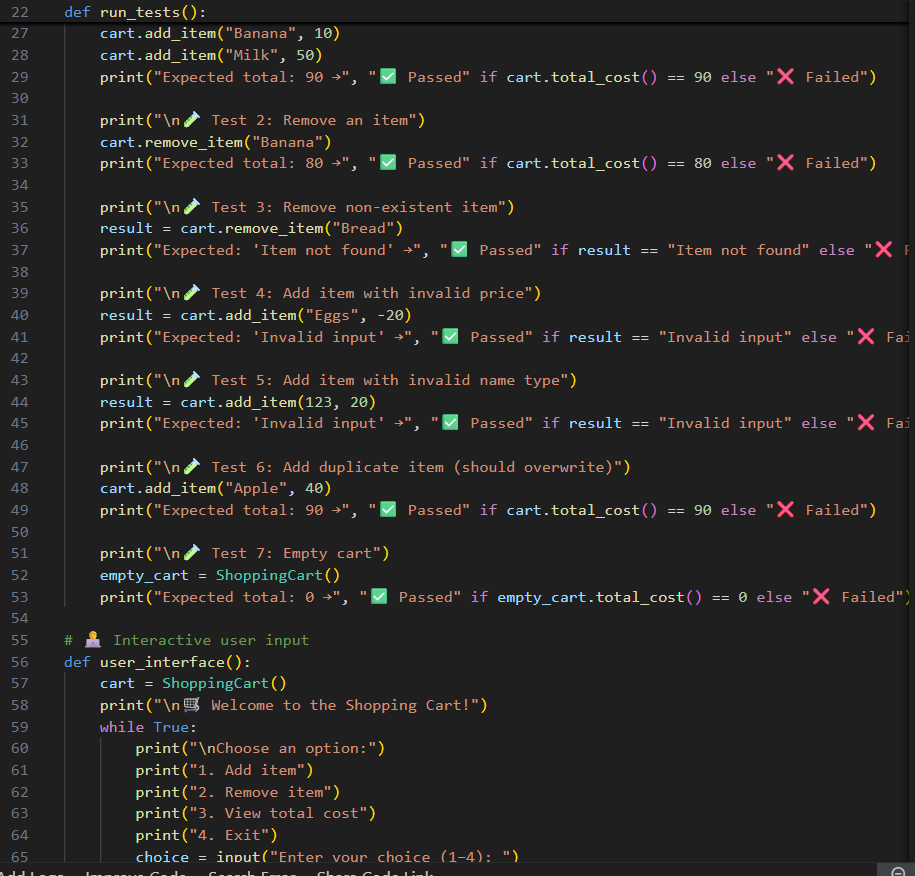 22 def run_tests():
27 cart.add_item("Banana", 10)
28 cart.add_item("Milk", 50)
29 print("Expected total: 90 →", "✅ Passed" if cart.total_cost() == 90 else "❌ Failed")
30
31 print("\n🧪 Test 2: Remove an item")
32 cart.remove_item("Banana")
33 print("Expected total: 80 →", "✅ Passed" if cart.total_cost() == 80 else "❌ Failed")
34
35 print("\n🧪 Test 3: Remove non-existent item")
36 result = cart.remove_item("Bread")
37 print("Expected: 'Item not found' →", "✅ Passed" if result == "Item not found" else "❌
38
39 print("\n🧪 Test 4: Add item with invalid price")
40 result = cart.add_item("Eggs", -20)
41 print("Expected: 'Invalid input' →", "✅ Passed" if result == "Invalid input" else "❌ Fai
42
43 print("\n🧪 Test 5: Add item with invalid name type")
44 result = cart.add_item(123, 20)
45 print("Expected: 'Invalid input' →", "✅ Passed" if result == "Invalid input" else "❌ Fai
46
47 print("\n🧪 Test 6: Add duplicate item (should overwrite)")
48 cart.add_item("Apple", 40)
49 print("Expected total: 90 →", "✅ Passed" if cart.total_cost() == 90 else "❌ Failed")
50
51 print("\n🧪 Test 7: Empty cart")
52 empty_cart = ShoppingCart()
53 print("Expected total: 0 →", "✅ Passed" if empty_cart.total_cost() == 0 else "❌ Failed")
54
55 # 🧑‍💻 Interactive user input
56 def user_interface():
57 cart = ShoppingCart()
58 print("\n🛒 Welcome to the Shopping Cart!")
59 while True:
60 print("\nChoose an option:")
61 print("1. Add item")
62 print("2. Remove item")
63 print("3. View total cost")
64 print("4. Exit")
65 choice = input("Enter your choice (1–4): ")
Add Logs Improve Code Search Error Share Code Link